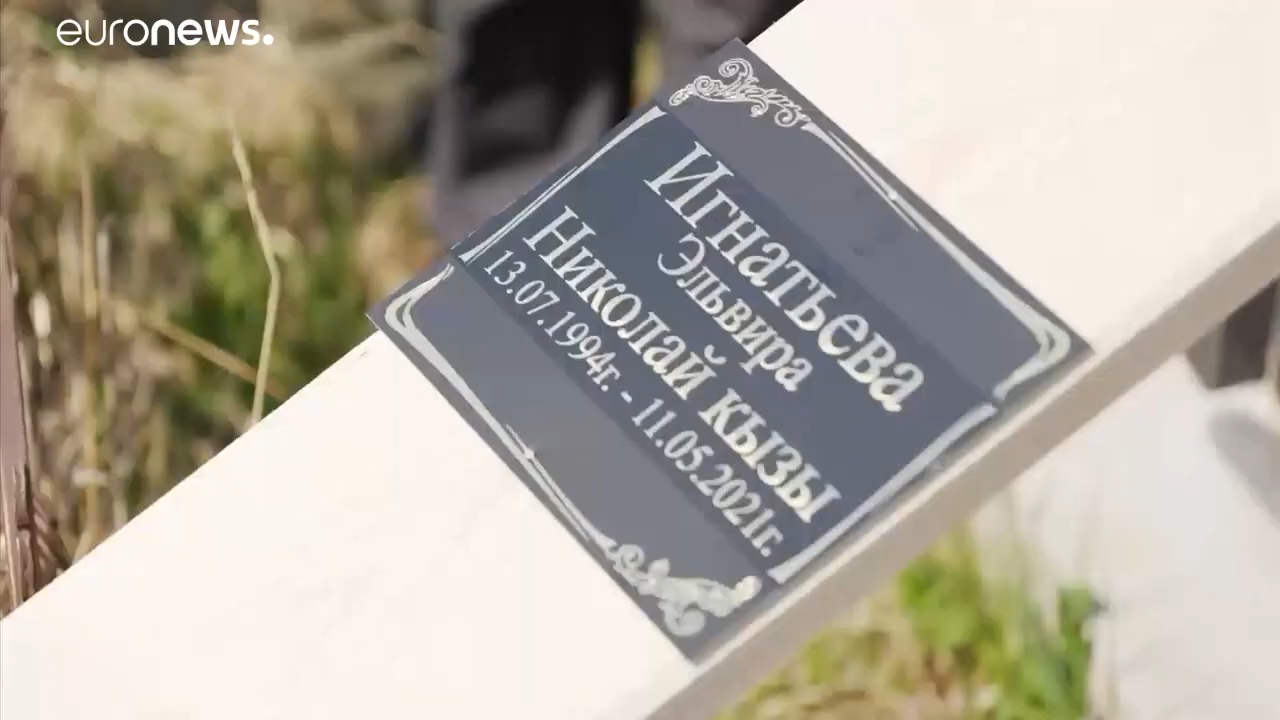 euronews.
Игнатьева
Эльвира
Николай кызы
13.07.1994г. - 11.05.2021г.